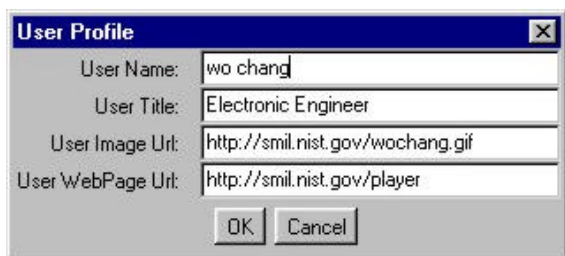 User Profile
User Name: wo chang
User Title: Electronic Engineer
User Image Url: http://smil.nist.gov/wochang.gif
User WebPage Url: http://smil.nist.gov/player
OK Cancel